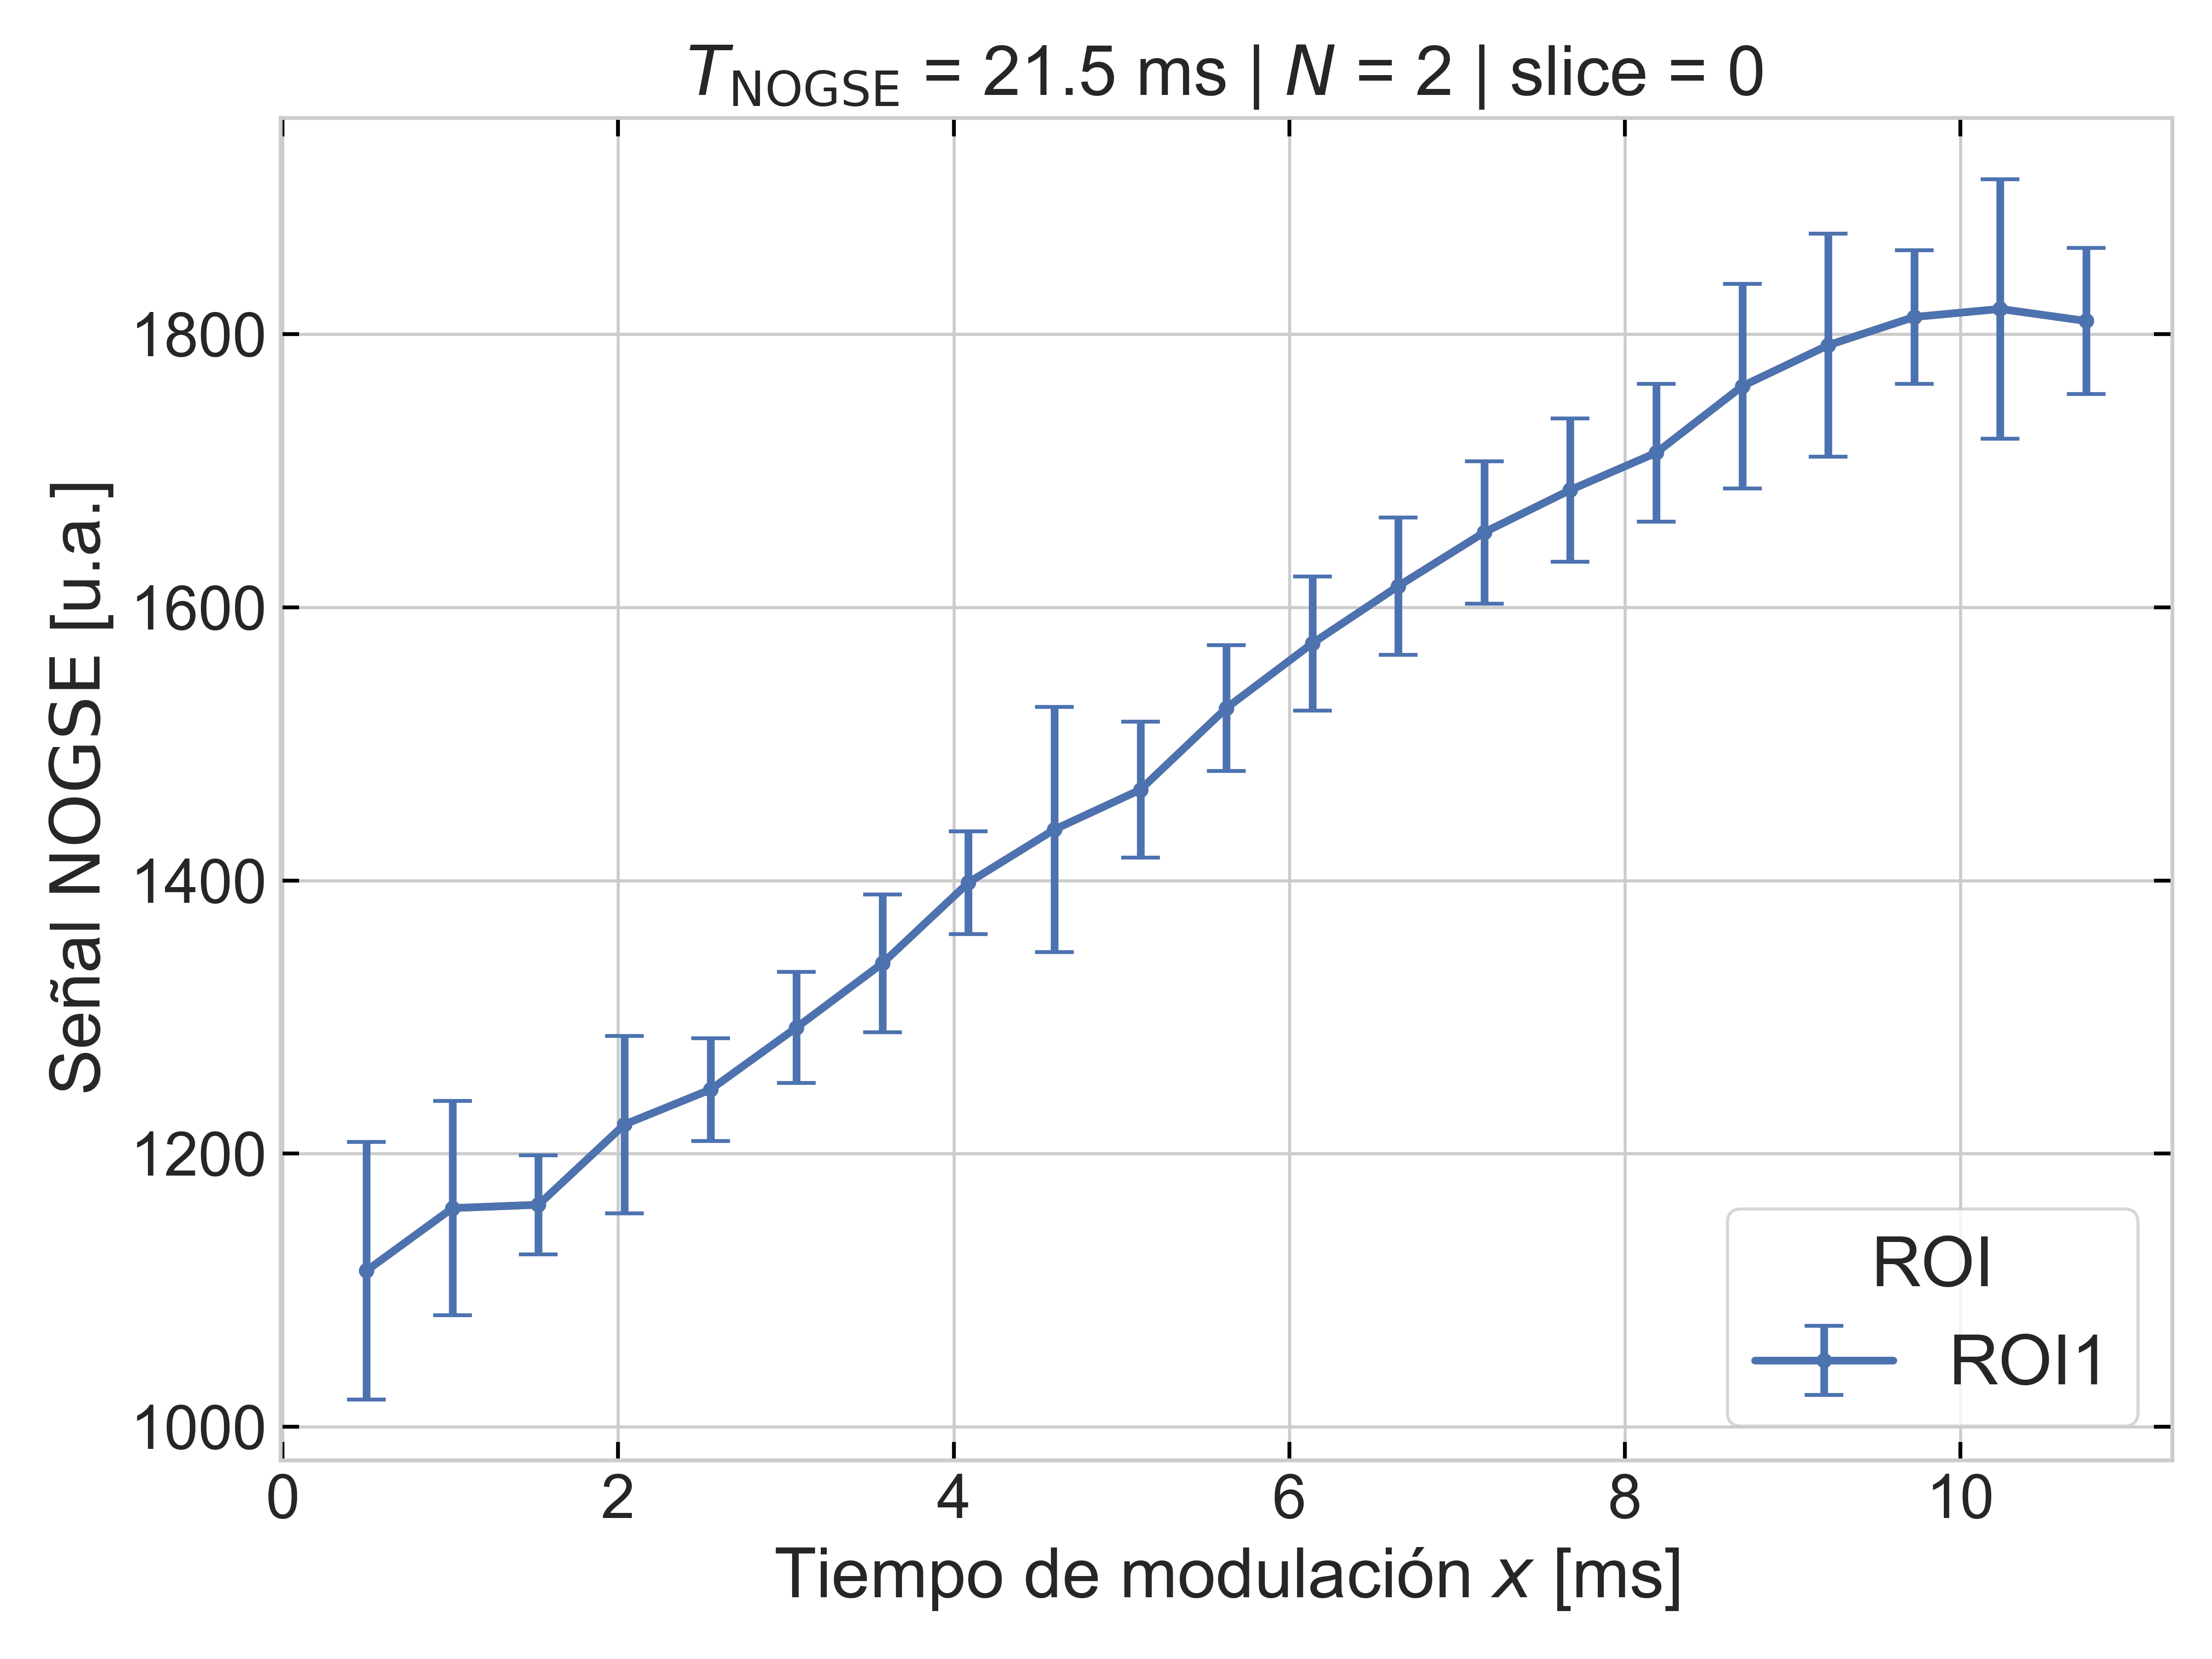 T_NOGSE = 21.5 ms | N = 2 | slice = 0
Señal NOGSE [u.a.]
1800
1600
1400
1200
1000
0 2 4 6 8 10
Tiempo de modulación x [ms]
ROI
ROI1